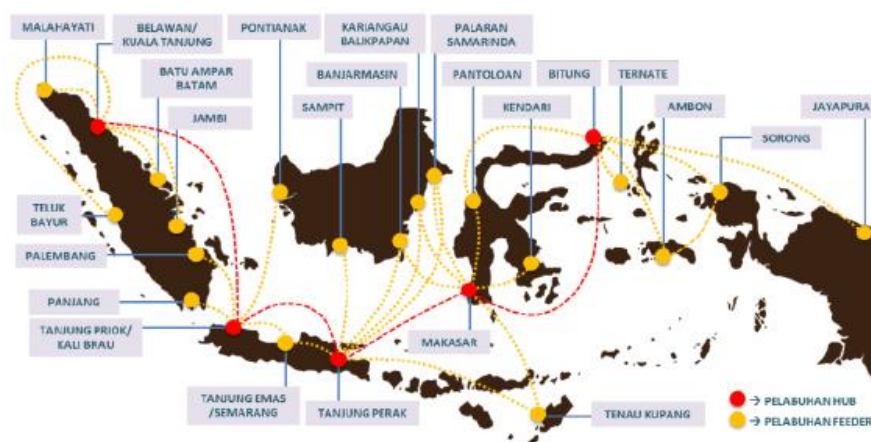 MALAHAYATI
BELAWAN/
KUALA TANJUNG
PONTIANAK
KARIANGAU
BALIKPAPAN
PALARAN
SAMARINDA
BATU AMPAR
BATAM
BANJARMASIN
PANTOLOAN
BITUNG
TERNATE
JAMBI
SAMPIT
KENDARI
AMBON
JAYAPURA
SORONG
TELUK
BAYUR
PALEMBANG
PANJANG
TANJUNG PRIOK/
KALI BRAU
MAKASAR
TANJUNG EMAS
/SEMARANG
TANJUNG PERAK
TENAU KUPANG
→ PELABUHAN HUB
→ PELABUHAN FEEDER